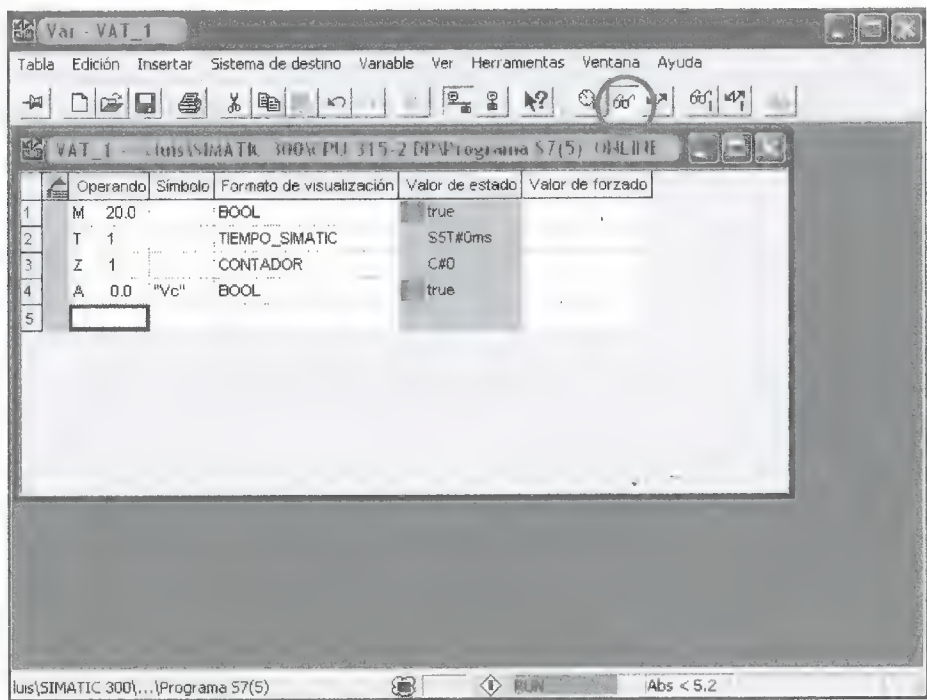 Var - VAT_1
Tabla Edición Insertar Sistema de destino Variable Ver Herramientas Ventana Ayuda
VAT_1 -- ...luis\SIMATIC 300\CPU 315-2 DP\Programa S7(5) ONLINE
Operando Símbolo Formato de visualización Valor de estado Valor de forzado
1 M 20.0 BOOL true
2 T 1 TIEMPO_SIMATIC S5T#0ms
3 Z 1 CONTADOR C#0
4 A 0.0 "Vc" BOOL true
5
luis\SIMATIC 300\...\Programa S7(5) RUN Abs < 5.2